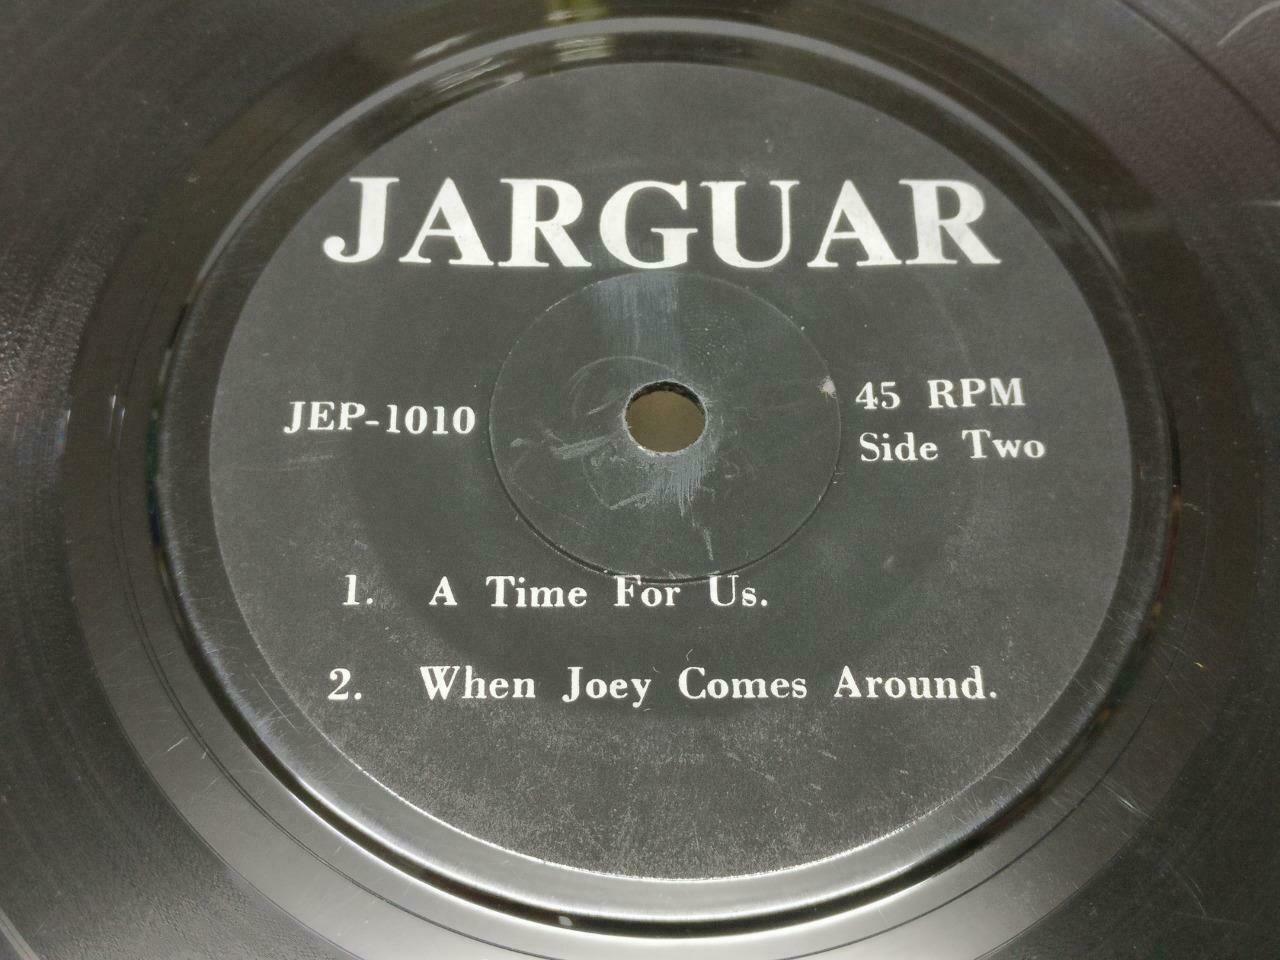 JARGUAR
JEP-1010
45 RPM
Side Two
1. A Time For Us.
2. When Joey Comes Around.